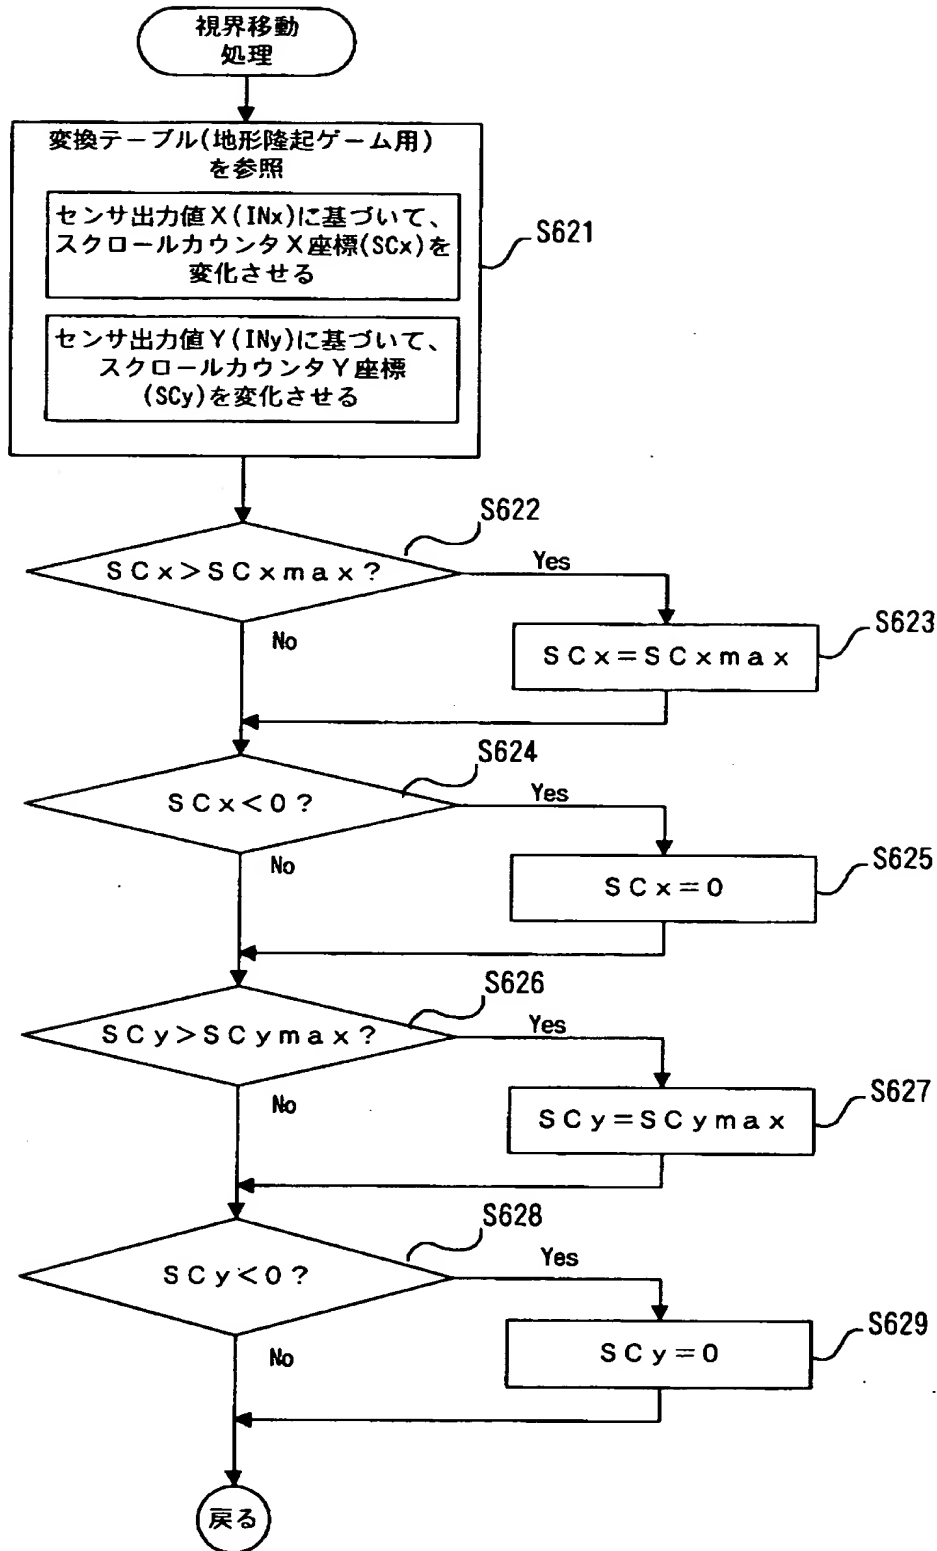 視界移動
処理
変換テーブル(地形隆起ゲーム用)
を参照
センサ出力値X(INx)に基づいて、
スクロールカウンタX座標(SCx)を
変化させる
S621
センサ出力値Y(INy)に基づいて、
スクロールカウンタY座標
(SCy)を変化させる
S622
SCx>SCxmax?
Yes
No
S623
SCx=SCxmax
S624
SCx<0?
Yes
No
S625
SCx=0
S626
SCy>SCymax?
Yes
No
S627
SCy=SCymax
S628
SCy<0?
Yes
No
S629
SCy=0
戻る